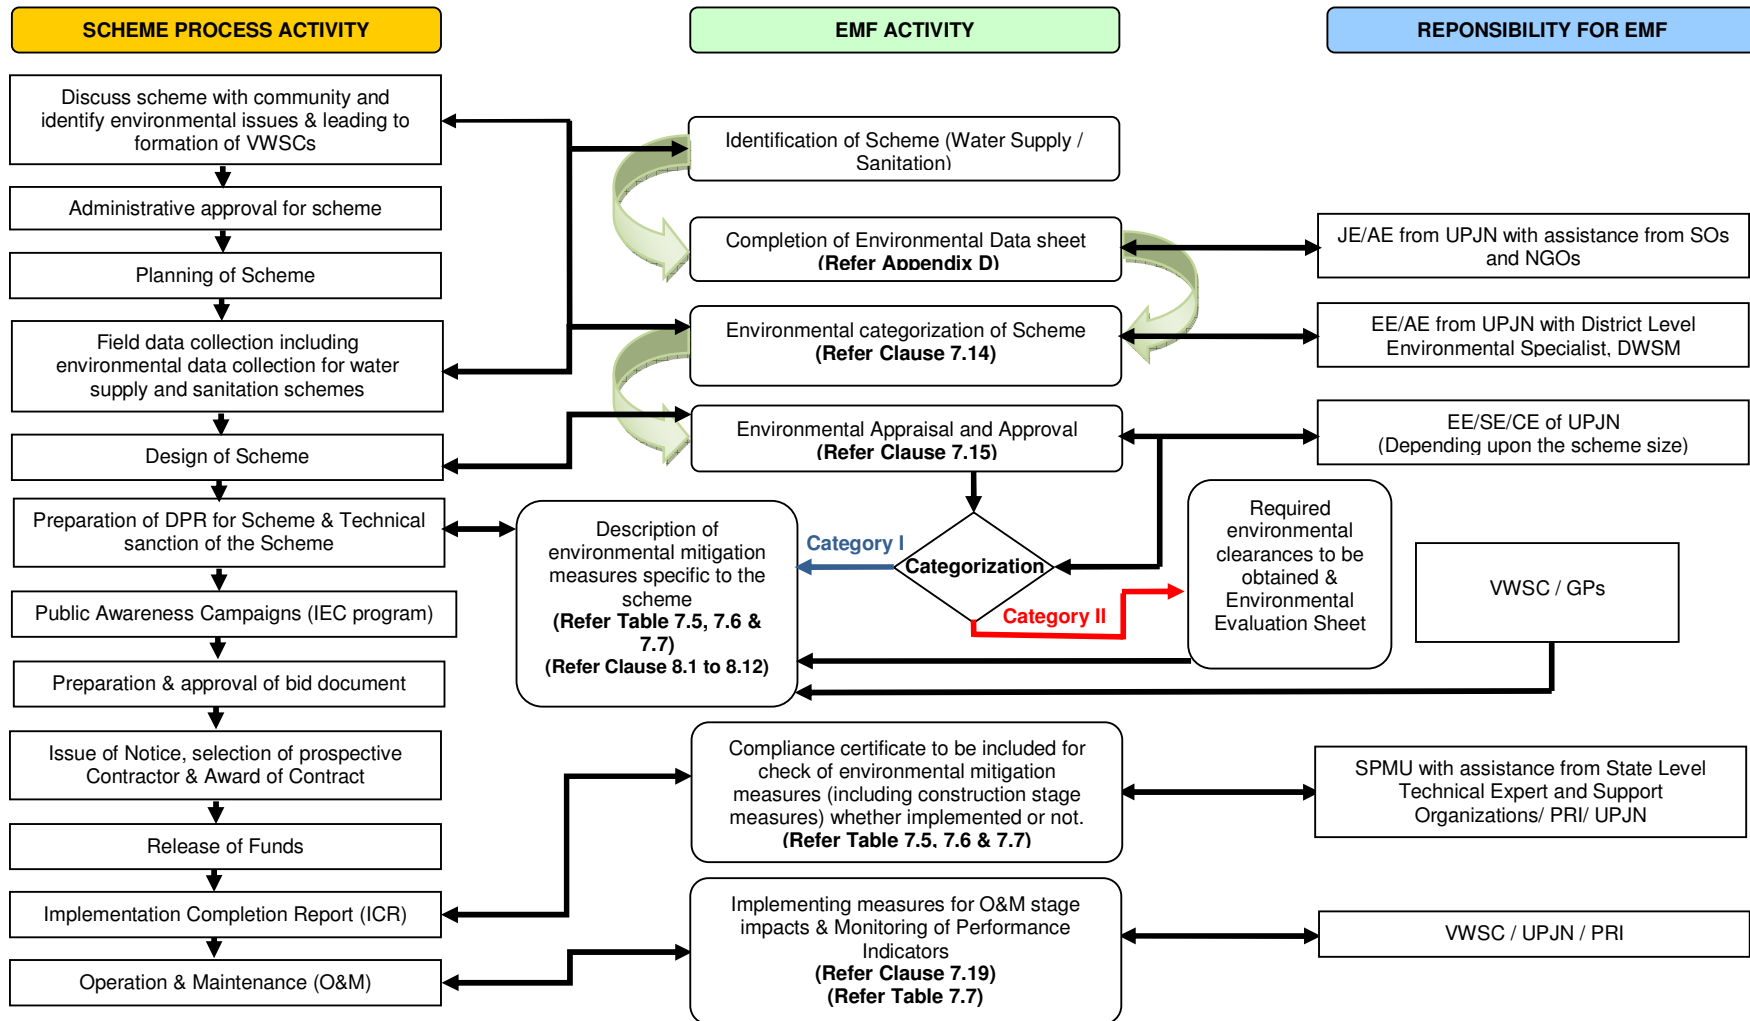 SCHEME PROCESS ACTIVITY
EMF ACTIVITY
REPONSIBILITY FOR EMF
Discuss scheme with community and
identify environmental issues & leading to
formation of VWSCs
Administrative approval for scheme
Planning of Scheme
Field data collection including
environmental data collection for water
supply and sanitation schemes
Design of Scheme
Preparation of DPR for Scheme & Technical
sanction of the Scheme
Public Awareness Campaigns (IEC program)
Preparation & approval of bid document
Issue of Notice, selection of prospective
Contractor & Award of Contract
Release of Funds
Implementation Completion Report (ICR)
Operation & Maintenance (O&M)
Identification of Scheme (Water Supply /
Sanitation)
Completion of Environmental Data sheet
(Refer Appendix D)
Environmental categorization of Scheme
(Refer Clause 7.14)
Environmental Appraisal and Approval
(Refer Clause 7.15)
Description of
environmental mitigation
measures specific to the
scheme
(Refer Table 7.5, 7.6 &
7.7)
(Refer Clause 8.1 to 8.12)
Category I
Categorization
Category II
Required
environmental
clearances to be
obtained &
Environmental
Evaluation Sheet
Compliance certificate to be included for
check of environmental mitigation
measures (including construction stage
measures) whether implemented or not.
(Refer Table 7.5, 7.6 & 7.7)
Implementing measures for O&M stage
impacts & Monitoring of Performance
Indicators
(Refer Clause 7.19)
(Refer Table 7.7)
JE/AE from UPJN with assistance from SOs
and NGOs
EE/AE from UPJN with District Level
Environmental Specialist, DWSM
EE/SE/CE of UPJN
(Depending upon the scheme size)
VWSC / GPs
SPMU with assistance from State Level
Technical Expert and Support
Organizations/ PRI/ UPJN
VWSC / UPJN / PRI